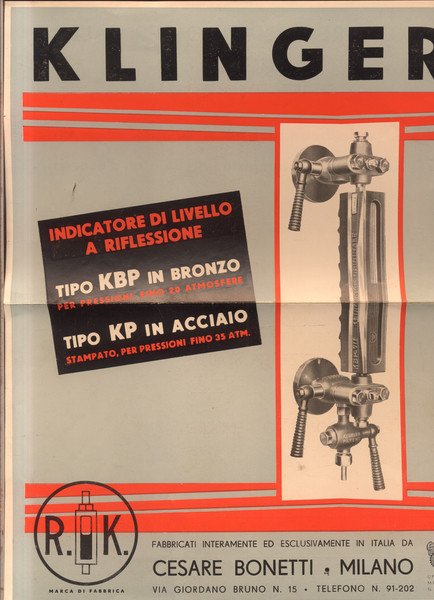 KLINGER
INDICATORE DI LIVELLO
A RIFLESSIONE
TIPO KBP IN BRONZO
PER PRESSIONI FINO 20 ATMOSFERE
TIPO KP IN ACCIAIO
STAMPATO, PER PRESSIONI FINO 35 ATM.
R. K.
MARCA DI FABBRICA
FABBRICATI INTERAMENTE ED ESCLUSIVAMENTE IN ITALIA DA
CESARE BONETTI • MILANO
VIA GIORDANO BRUNO N. 15 • TELEFONO N. 91-202